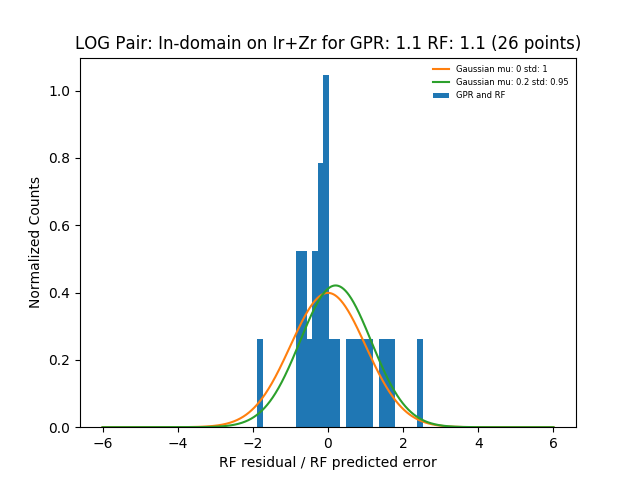 LOG Pair: In-domain on Ir+Zr for GPR: 1.1 RF: 1.1 (26 points)
Gaussian mu: 0 std: 1
Gaussian mu: 0.2 std: 0.95
GPR and RF
Normalized Counts
1.0
0.8
0.6
0.4
0.2
0.0
−6 −4 −2 0 2 4 6
RF residual / RF predicted error